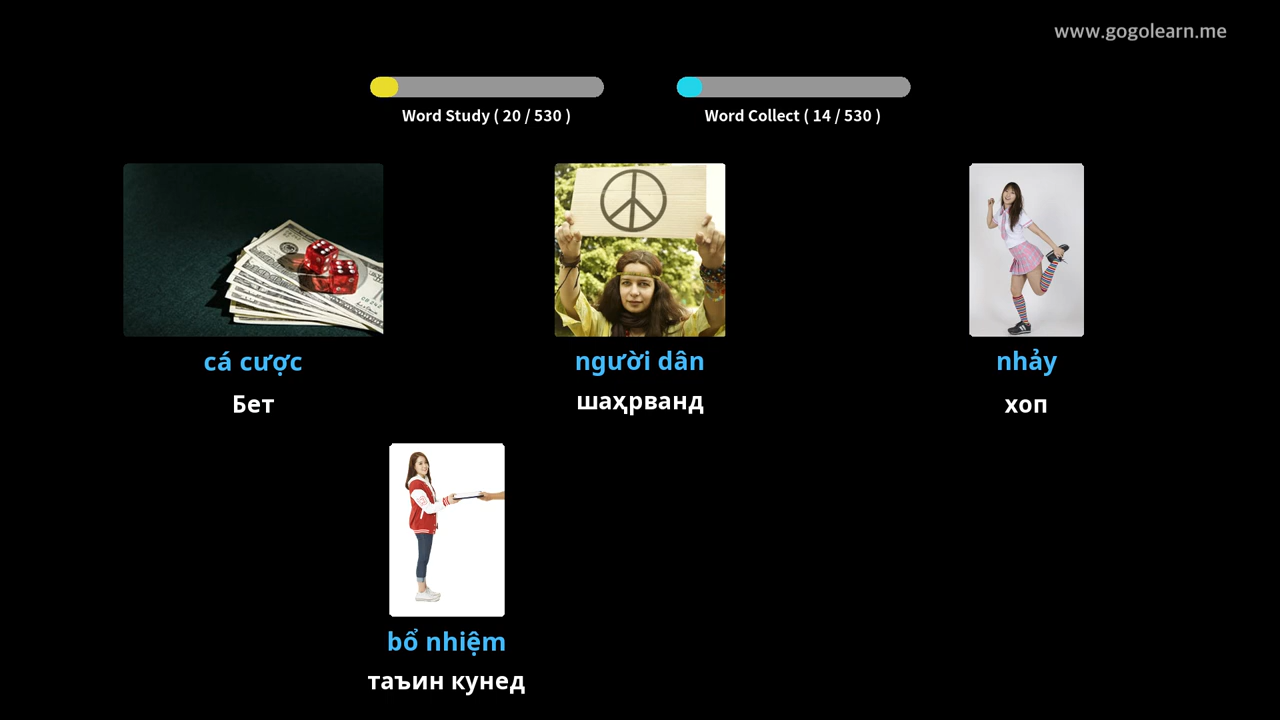 www.gogolearn.me
Word Study ( 20 / 530 )
Word Collect ( 14 / 530 )
cá cược
người dân
nhảy
Бет
шаҳрванд
хоп
bổ nhiệm
таъин кунед